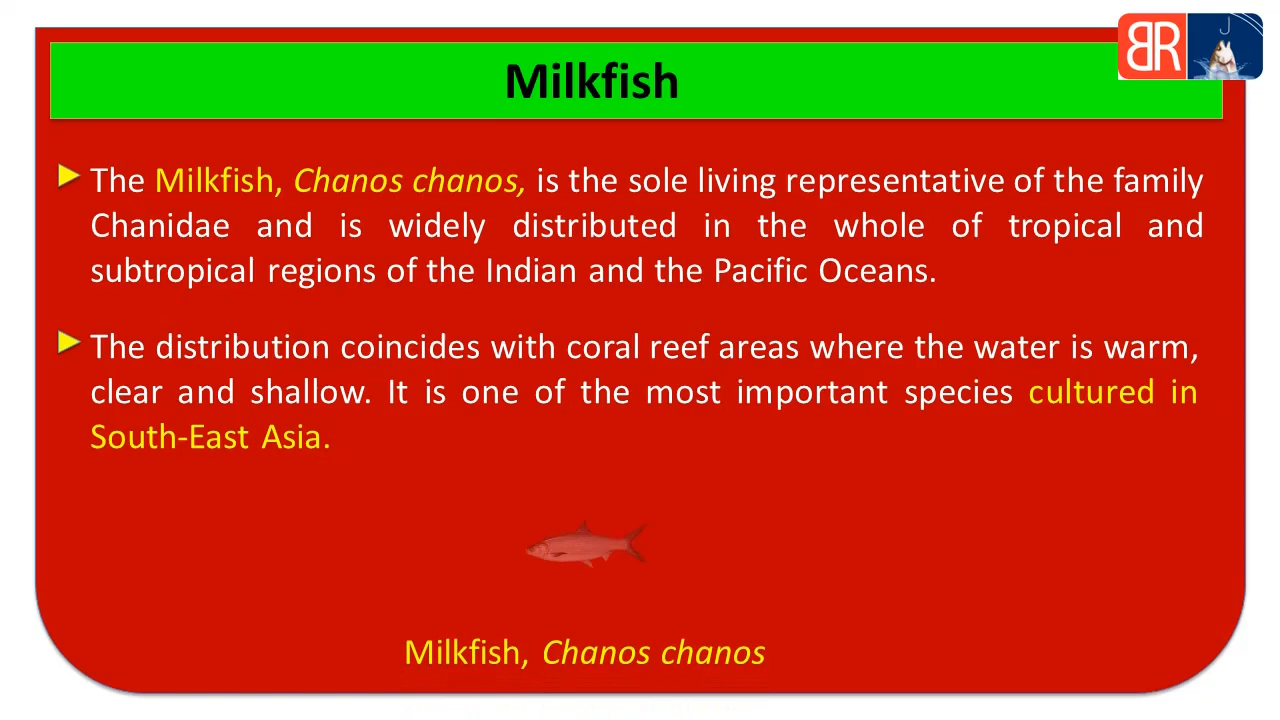 BR
Milkfish
The Milkfish, Chanos chanos, is the sole living representative of the family
Chanidae and is widely distributed in the whole of tropical and
subtropical regions of the Indian and the Pacific Oceans.
The distribution coincides with coral reef areas where the water is warm,
clear and shallow. It is one of the most important species cultured in
South-East Asia.
Milkfish, Chanos chanos